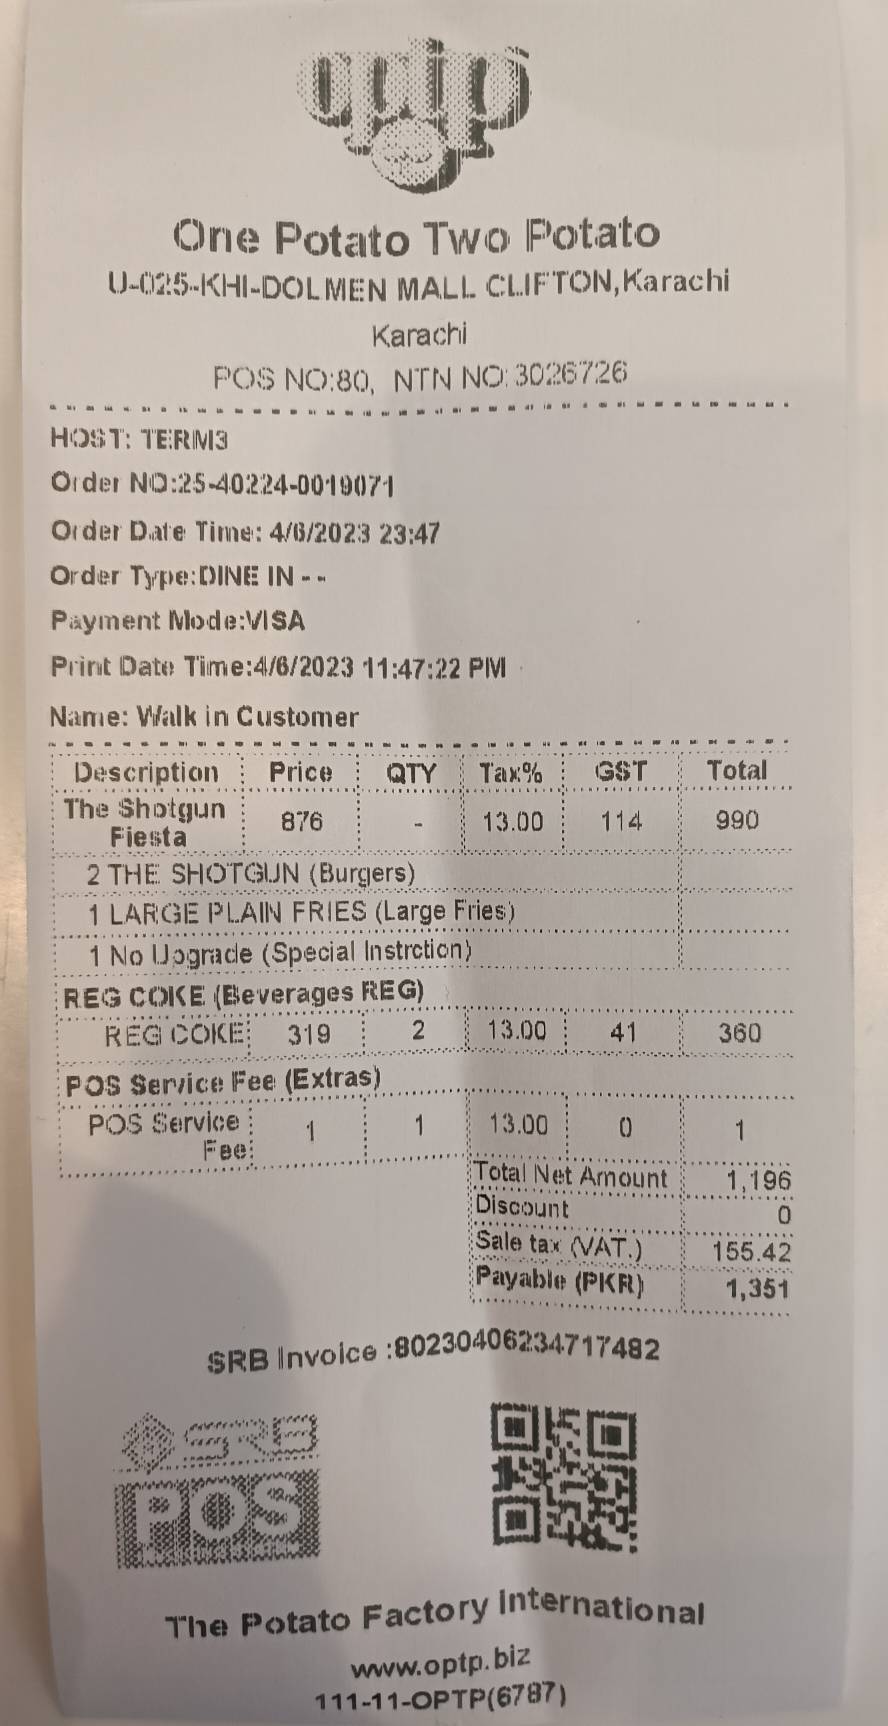 optp
One Potato Two Potato
U-025-KHI-DOLMEN MALL CLIFTON,Karachi
Karachi
POS NO:80, NTN NO:3026726
HOST: TERM3
Order NO:25-40224-0019071
Order Date Time: 4/6/2023 23:47
Order Type:DINE IN - -
Payment Mode:VISA
Print Date Time:4/6/2023 11:47:22 PM
Name: Walk in Customer
Description Price QTY Tax% GST Total
The Shotgun Fiesta 876 - 13.00 114 990
2 THE SHOTGUN (Burgers)
1 LARGE PLAIN FRIES (Large Fries)
1 No Upgrade (Special Instrction)
REG COKE (Beverages REG)
REG COKE 319 2 13.00 41 360
POS Service Fee (Extras)
POS Service Fee 1 1 13.00 0 1
Total Net Amount 1,196
Discount 0
Sale tax (VAT.) 155.42
Payable (PKR) 1,351
SRB Invoice :80230406234717482
SRB
POS
The Potato Factory International
www.optp.biz
111-11-OPTP(6787)